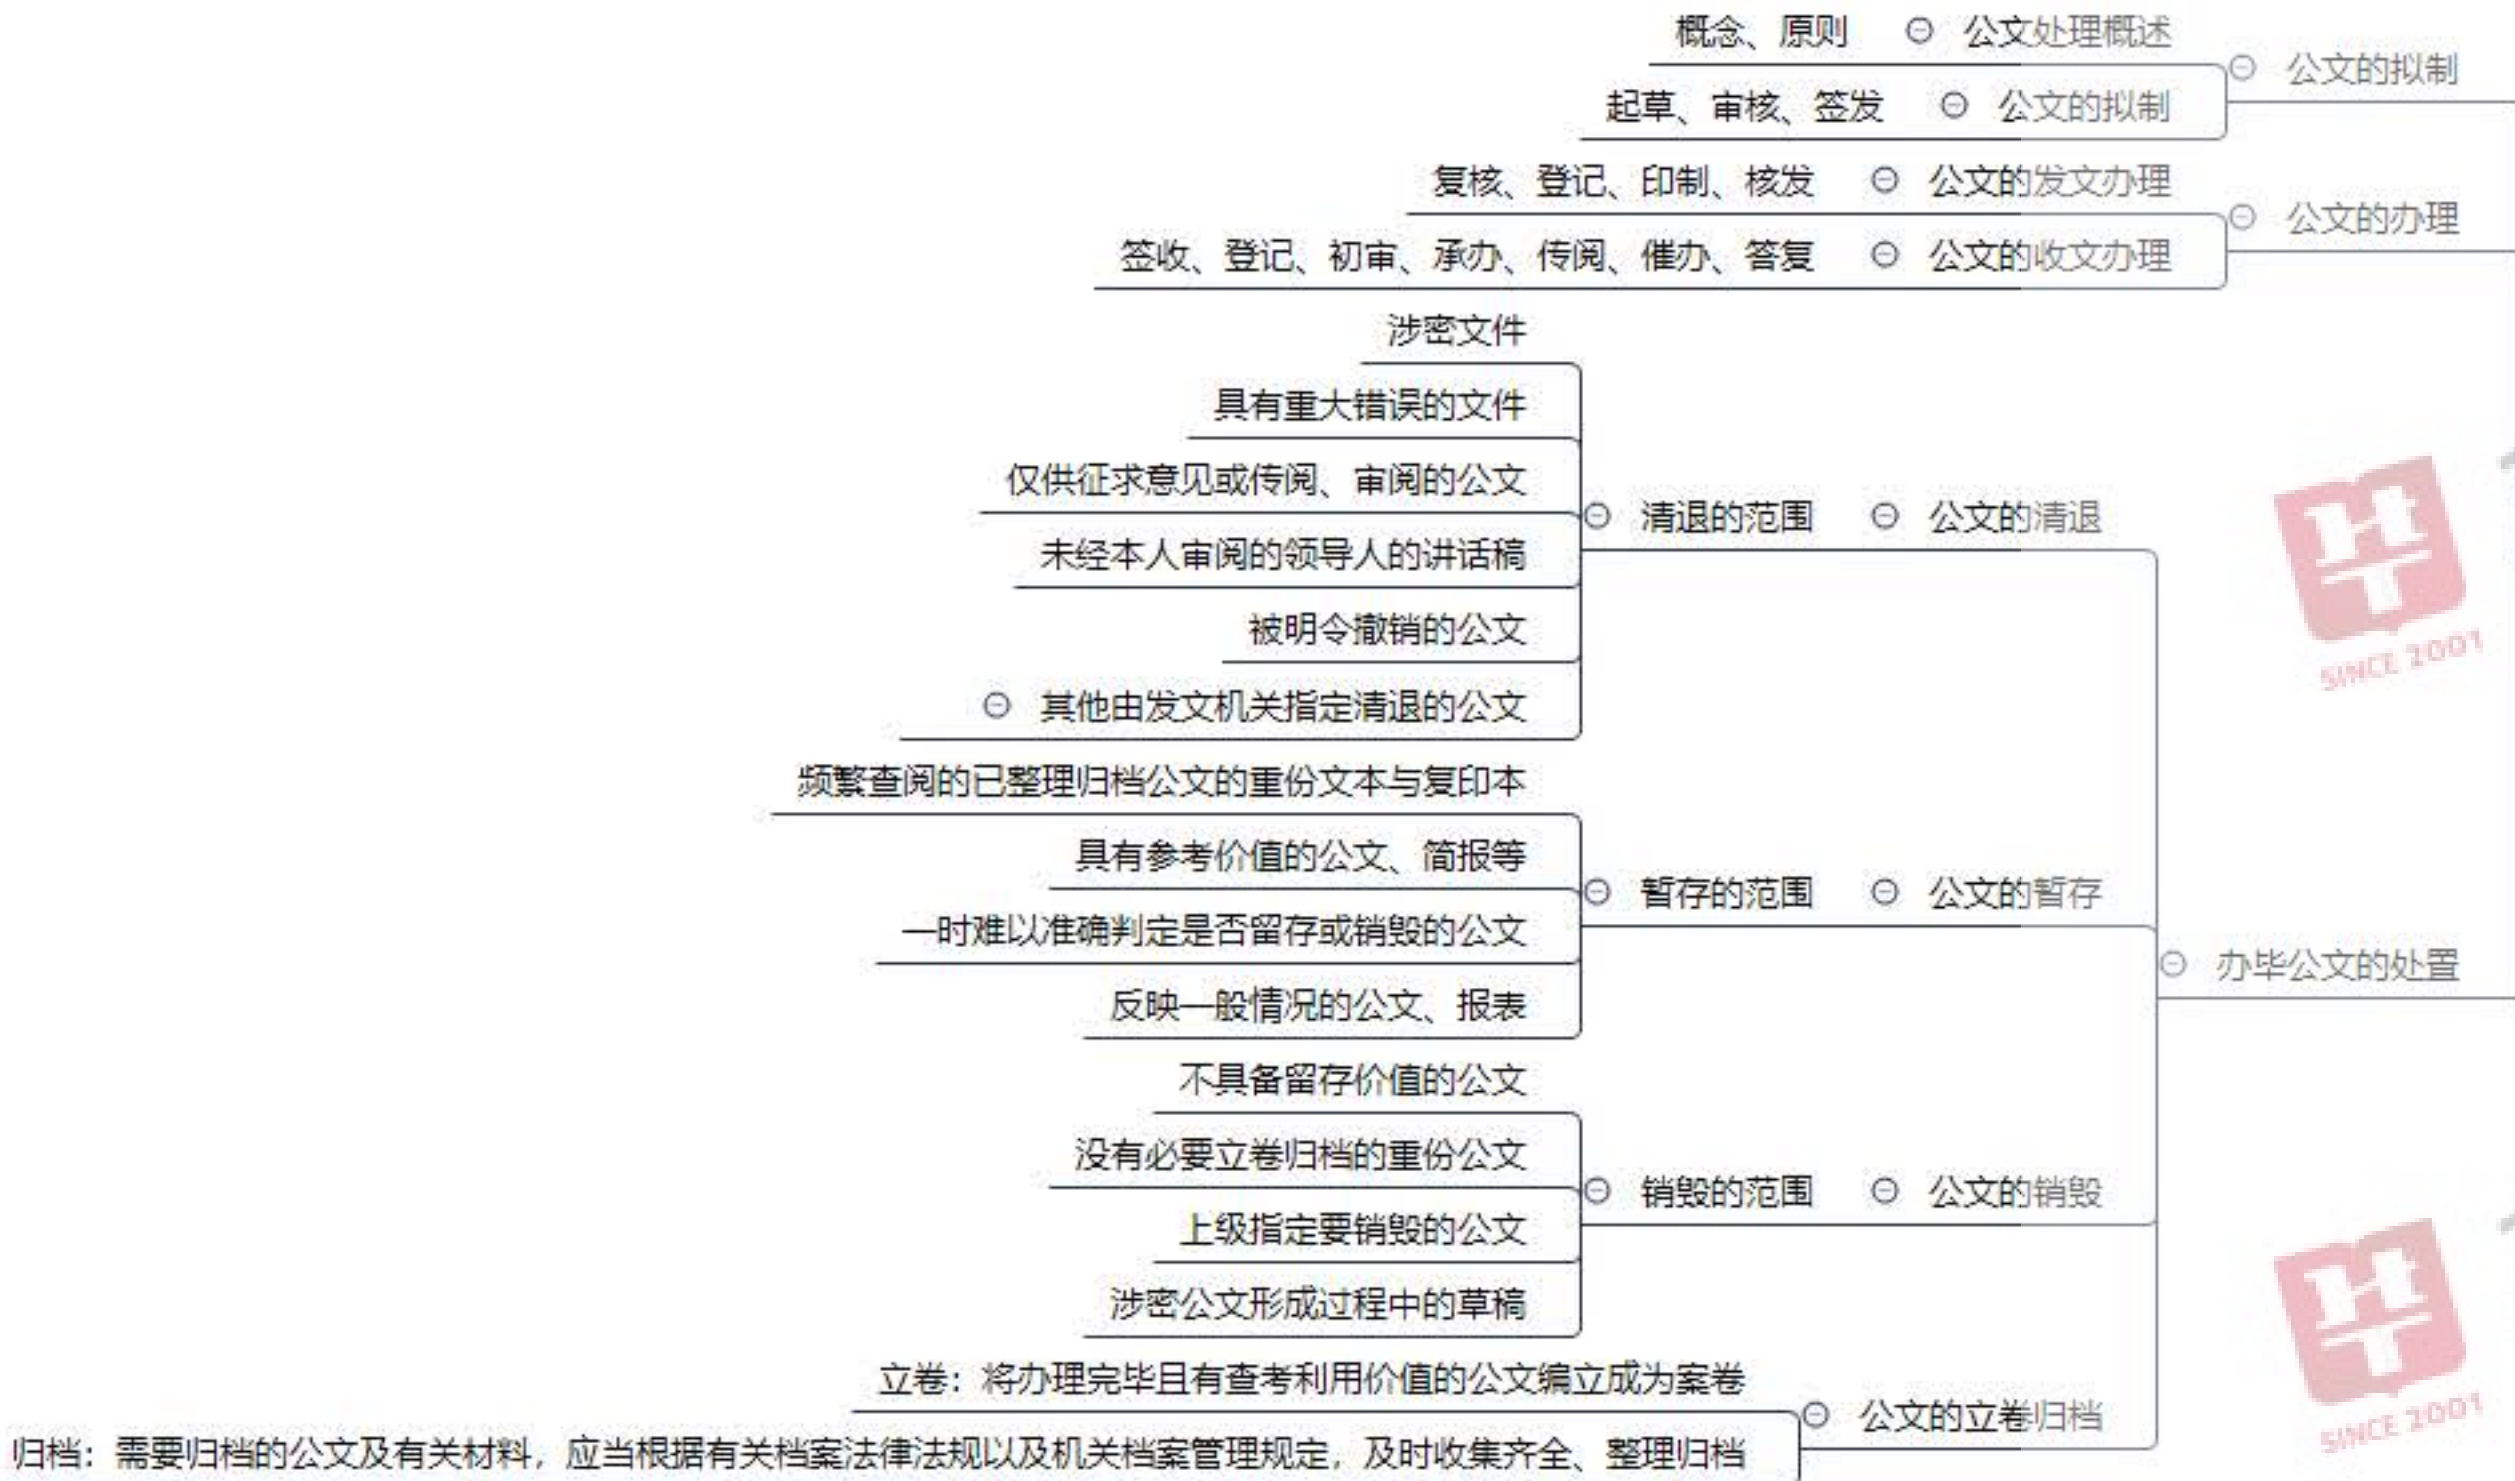 概念、原则 公文处理概述
公文的拟制
起草、审核、签发 公文的拟制
复核、登记、印制、核发 公文的发文办理
公文的办理
签收、登记、初审、承办、传阅、催办、答复 公文的收文办理
涉密文件
具有重大错误的文件
仅供征求意见或传阅、审阅的公文
清退的范围 公文的清退
未经本人审阅的领导人的讲话稿
被明令撤销的公文
其他由发文机关指定清退的公文
频繁查阅的已整理归档公文的重份文本与复印本
具有参考价值的公文、简报等
暂存的范围 公文的暂存
一时难以准确判定是否留存或销毁的公文
办毕公文的处置
反映一般情况的公文、报表
不具备留存价值的公文
没有必要立卷归档的重份公文
销毁的范围 公文的销毁
上级指定要销毁的公文
涉密公文形成过程中的草稿
立卷：将办理完毕且有查考利用价值的公文编立成为案卷
公文的立卷归档
归档：需要归档的公文及有关材料，应当根据有关档案法律法规以及机关档案管理规定，及时收集齐全、整理归档
SINCE 2001
SINCE 2001